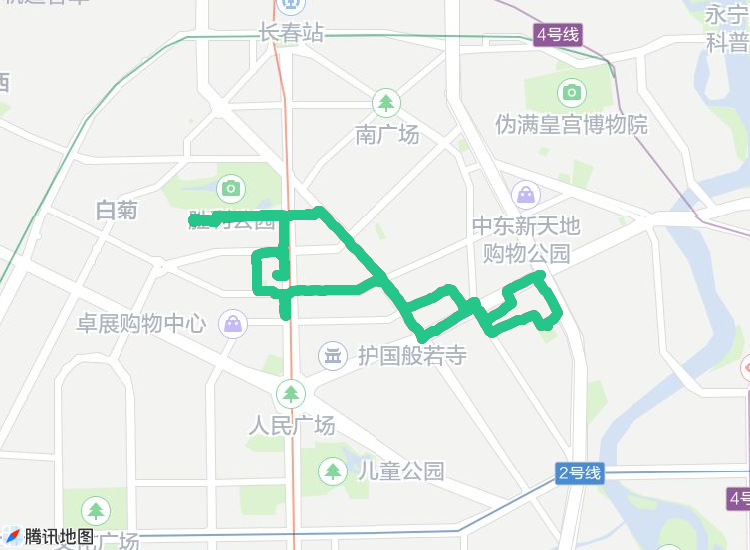 长春站
4号线
永宁
科普
西
南广场
伪满皇宫博物院
白菊
胜利公园
中东新天地
购物公园
卓展购物中心
护国般若寺
人民广场
儿童公园
2号线
4号
广场
腾讯地图